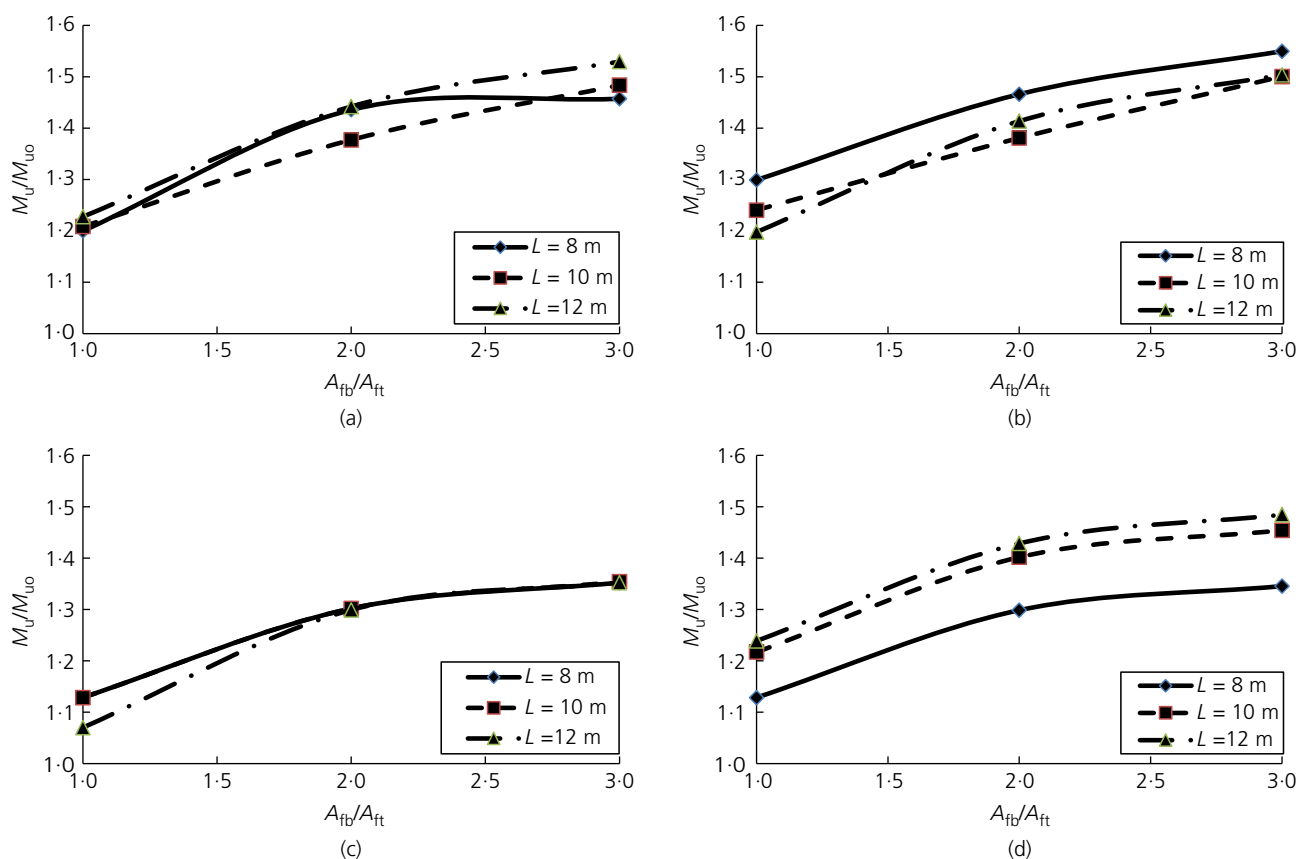 1·6
1·5
1·4
1·3
1·2
1·1
1·0
Mu/Muo
1·0 1·5 2·0 2·5 3·0
Afb/Aft
L = 8 m
L = 10 m
L =12 m
(a)
1·6
1·5
1·4
1·3
1·2
1·1
1·0
Mu/Muo
1·0 1·5 2·0 2·5 3·0
Afb/Aft
L = 8 m
L = 10 m
L =12 m
(b)
1·6
1·5
1·4
1·3
1·2
1·1
1·0
Mu/Muo
1·0 1·5 2·0 2·5 3·0
Afb/Aft
L = 8 m
L = 10 m
L =12 m
(c)
1·6
1·5
1·4
1·3
1·2
1·1
1·0
Mu/Muo
1·0 1·5 2·0 2·5 3·0
Afb/Aft
L = 8 m
L = 10 m
L =12 m
(d)